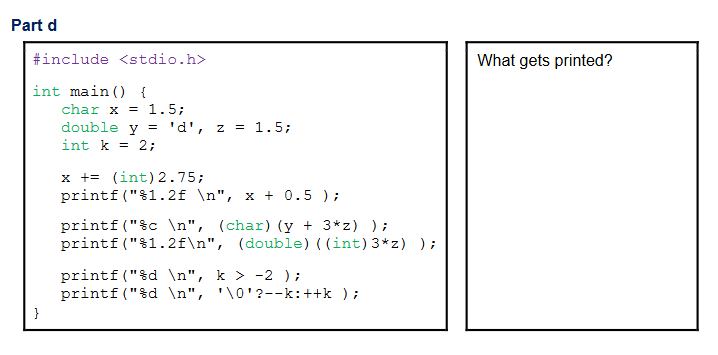 Part d
#include <stdio.h>
int main() {
char x = 1.5;
double y = 'd', z = 1.5;
int k = 2;
x += (int)2.75;
printf("%1.2f \n", x + 0.5 );
printf("%c \n", (char)(y + 3*z) );
printf("%1.2f\n", (double)((int)3*z) );
printf("%d \n", k > -2 );
printf("%d \n", '\0'?--k:++k );
}
What gets printed?